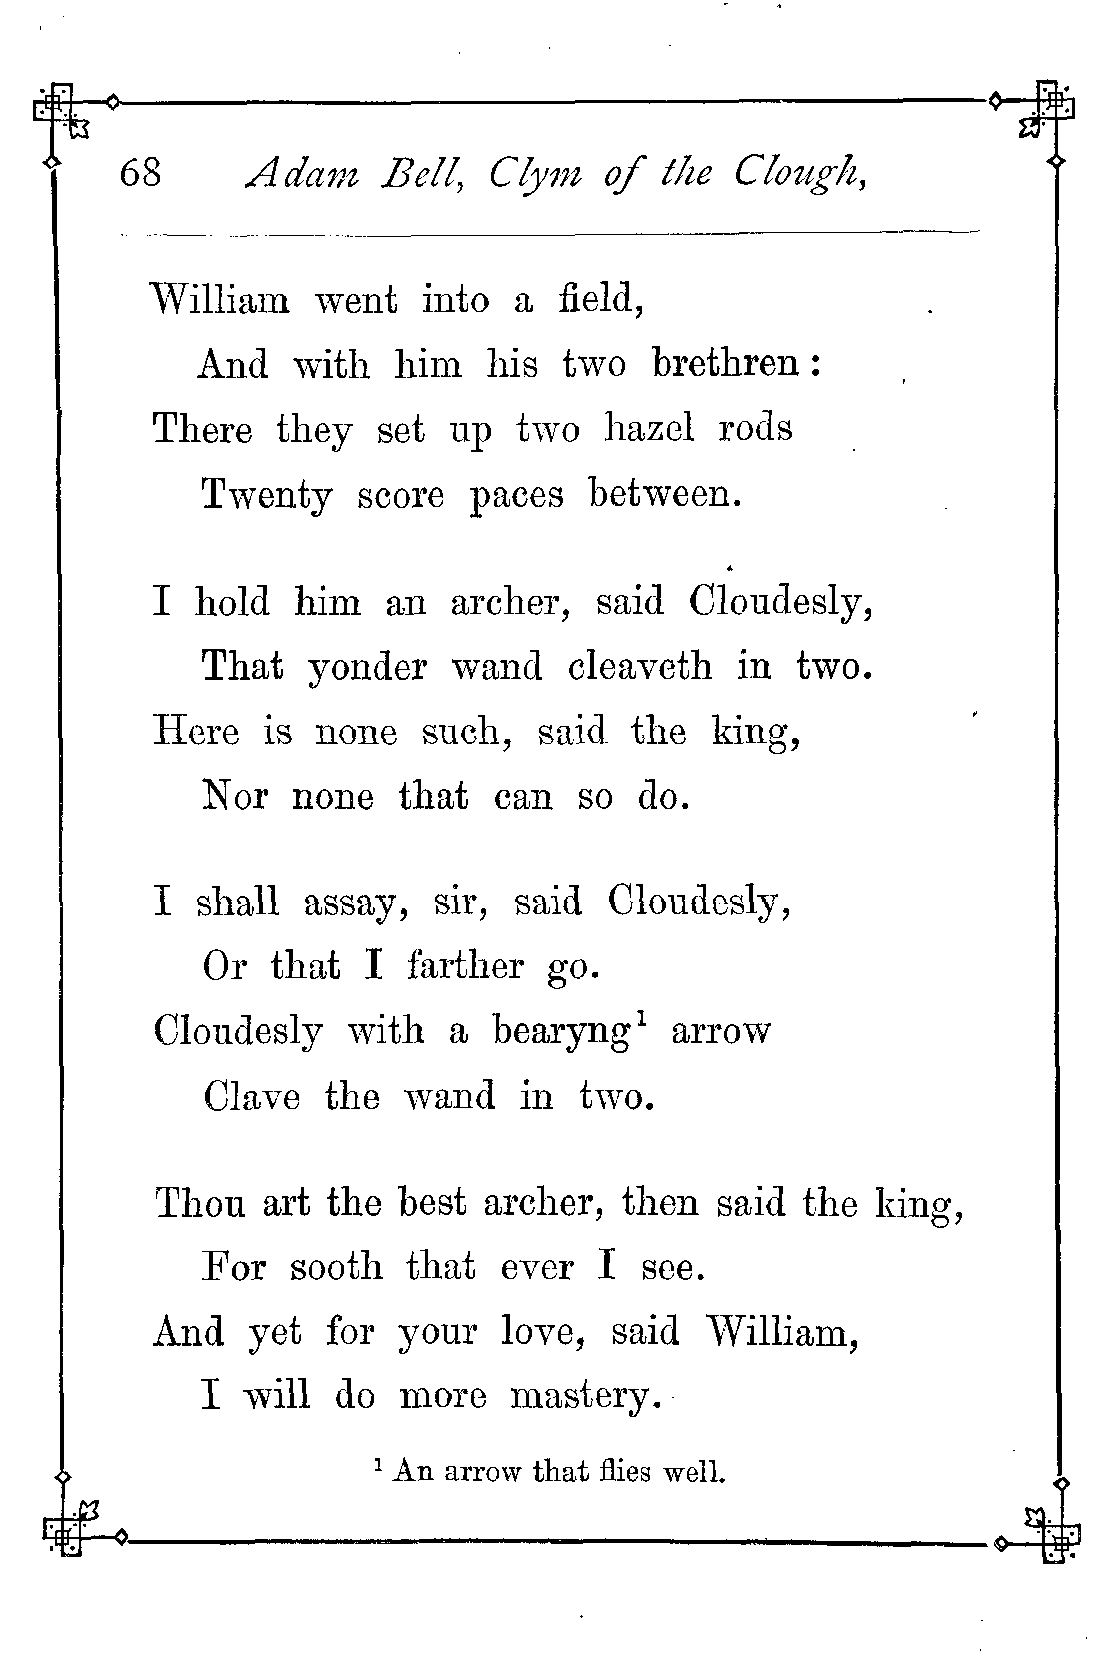 68 Adam Bell, Clym of the Clough,
William went into a field,
And with him his two brethren :
There they set up two hazel rods
Twenty score paces between.
I hold him an archer, said Cloudesly,
That yonder wand cleaveth in two.
Here is none such, said the king,
Nor none that can so do.
I shall assay, sir, said Cloudesly,
Or that I farther go.
Cloudesly with a bearyng¹ arrow
Clave the wand in two.
Thou art the best archer, then said the king,
For sooth that ever I see.
And yet for your love, said William,
I will do more mastery.
¹ An arrow that flies well.